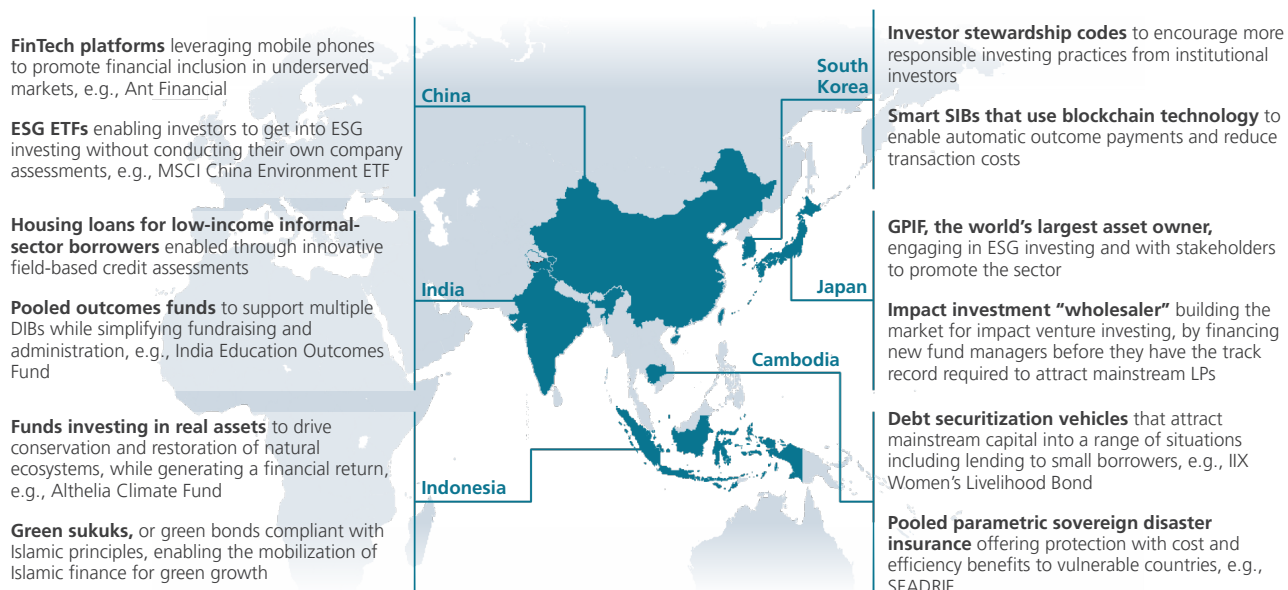 FinTech platforms leveraging mobile phones
to promote financial inclusion in underserved
markets, e.g., Ant Financial
ESG ETFs enabling investors to get into ESG
investing without conducting their own company
assessments, e.g., MSCI China Environment ETF
China
Housing loans for low-income informal-
sector borrowers enabled through innovative
field-based credit assessments
Pooled outcomes funds to support multiple
DIBs while simplifying fundraising and
administration, e.g., India Education Outcomes
Fund
India
Funds investing in real assets to drive
conservation and restoration of natural
ecosystems, while generating a financial return,
e.g., Althelia Climate Fund
Green sukuks, or green bonds compliant with
Islamic principles, enabling the mobilization of
Islamic finance for green growth
Indonesia
South
Korea
Investor stewardship codes to encourage more
responsible investing practices from institutional
investors
Smart SIBs that use blockchain technology to
enable automatic outcome payments and reduce
transaction costs
Japan
GPIF, the world's largest asset owner,
engaging in ESG investing and with stakeholders
to promote the sector
Impact investment “wholesaler” building the
market for impact venture investing, by financing
new fund managers before they have the track
record required to attract mainstream LPs
Cambodia
Debt securitization vehicles that attract
mainstream capital into a range of situations
including lending to small borrowers, e.g., IIX
Women's Livelihood Bond
Pooled parametric sovereign disaster
insurance offering protection with cost and
efficiency benefits to vulnerable countries, e.g.,
SEADRIF